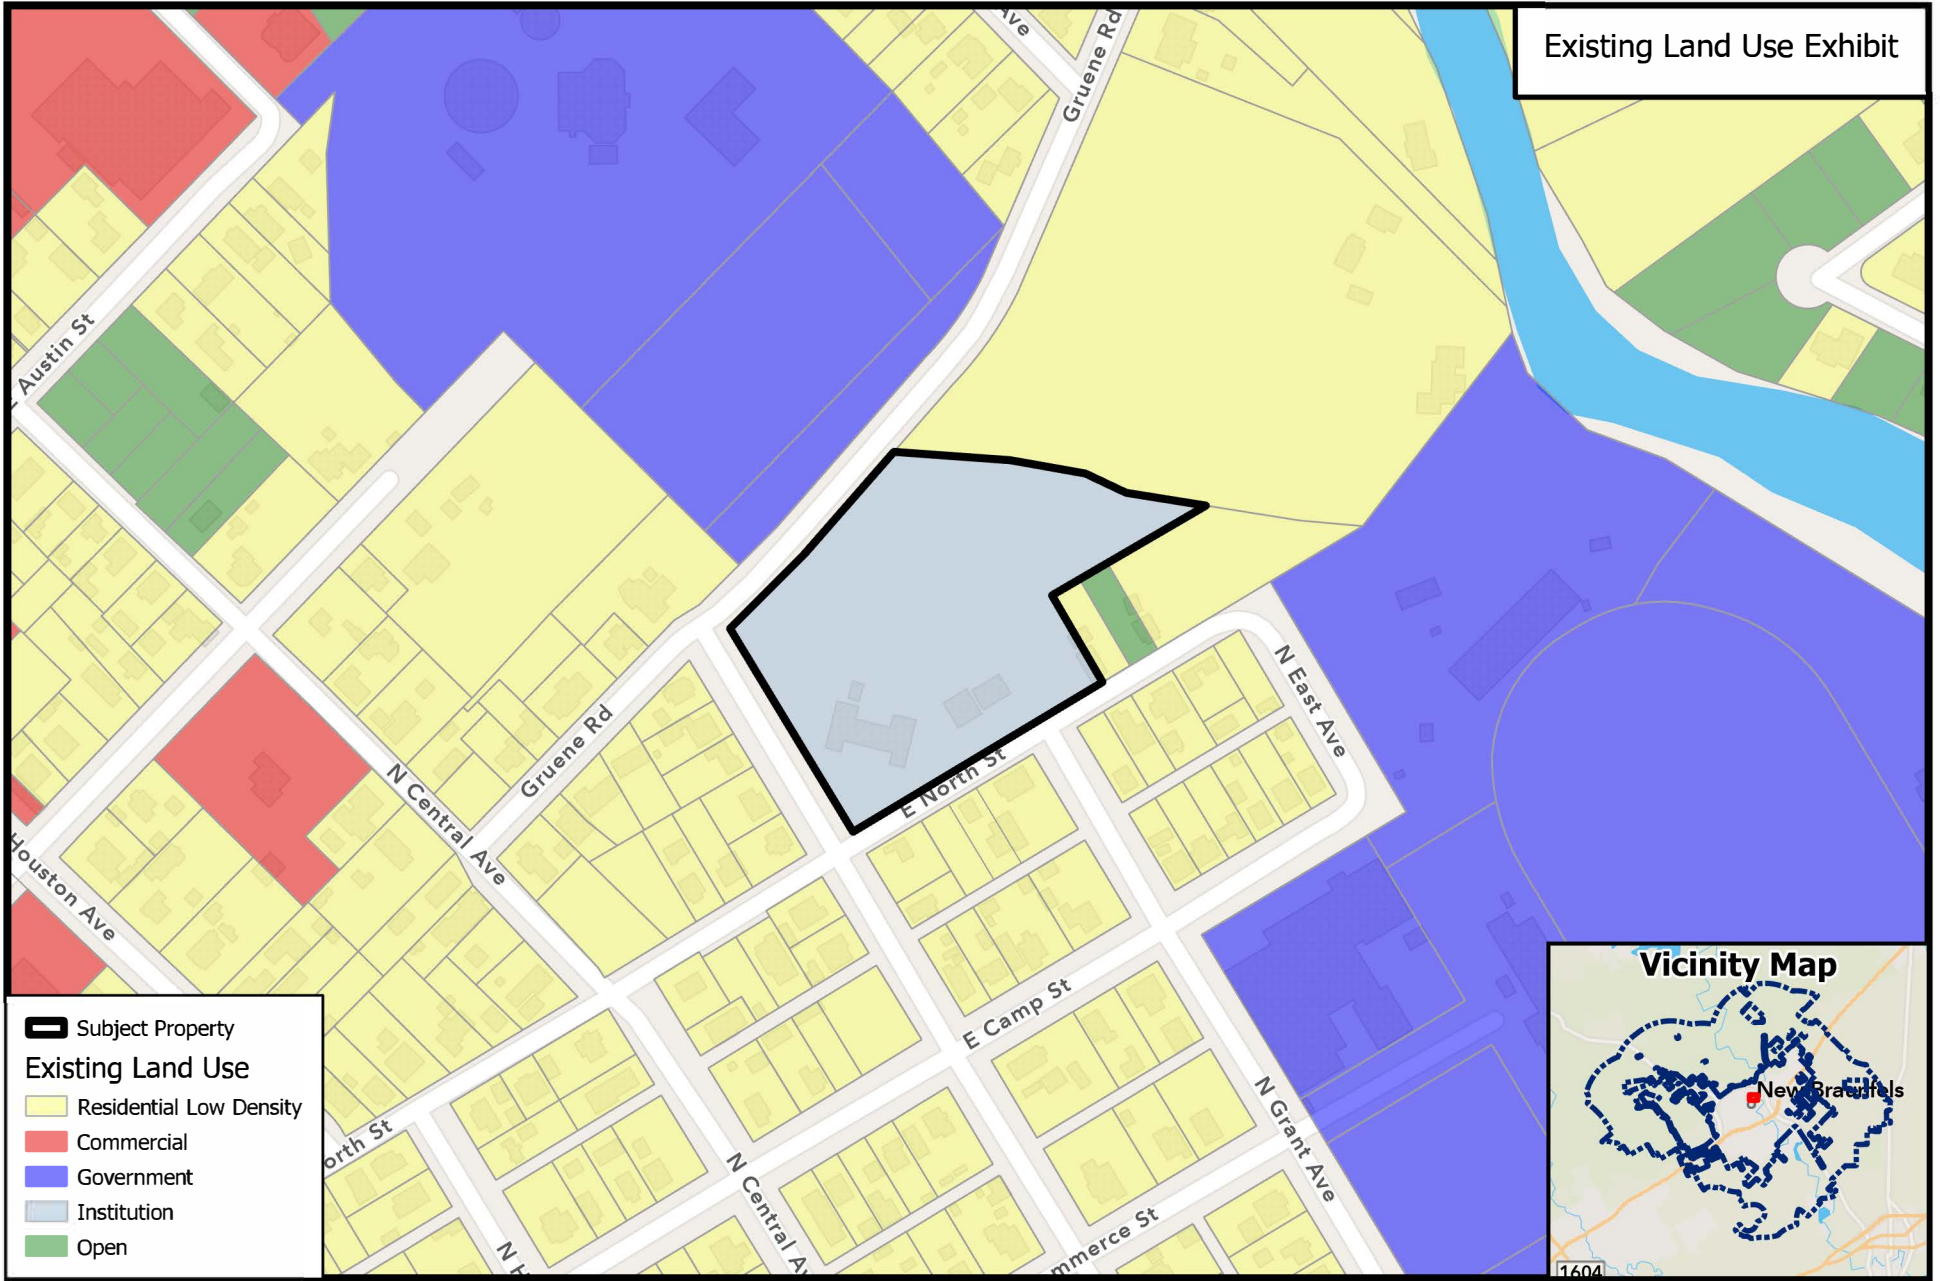 Existing Land Use Exhibit
Ave
Gruene Rd
E Austin St
Gruene Rd
N East Ave
N Central Ave
E North St
Houston Ave
E Camp St
North St
N Grant Ave
N Central Av
N H
mmerce St
Subject Property
Existing Land Use
Residential Low Density
Commercial
Government
Institution
Open
Vicinity Map
New Braunfels
1604